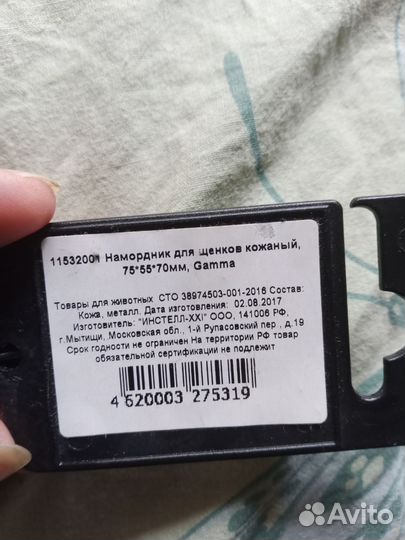 11532001 Намордник для щенков кожаный,
75*55*70мм, Gamma
Товары для животных СТО 38974503-001-2016 Состав:
Кожа, металл. Дата изготовления: 02.08.2017
Изготовитель: "ИНСТЕЛЛ-XXI" ООО, 141006 РФ,
г.Мытищи, Московская обл., 1-й Рупасовский пер., д.19
Срок годности не ограничен На территории РФ товар
обязательной сертификации не подлежит
4 620003 275319
Avito